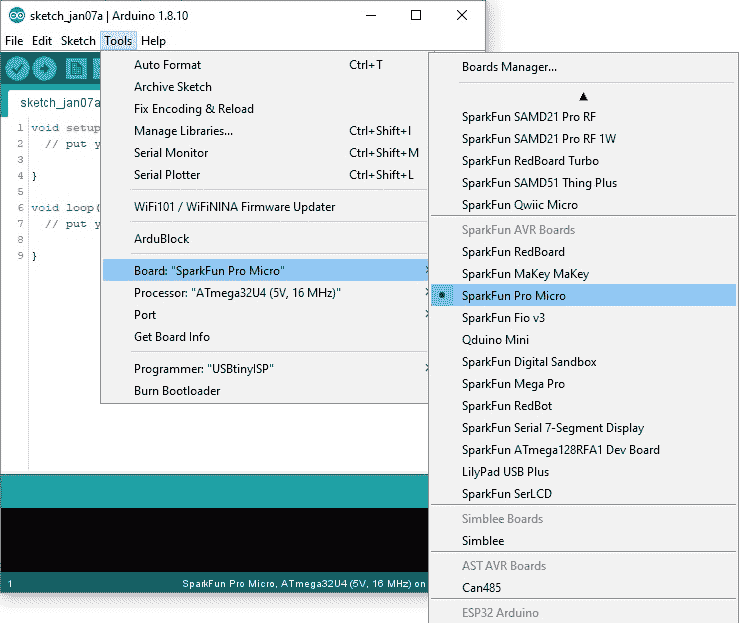 sketch_jan07a | Arduino 1.8.10
File Edit Sketch Tools Help
sketch_jan07a
1 void setup
2 // put y
3
4 }
5
6 void loop(
7 // put y
8
9 }
Auto Format Ctrl+T
Archive Sketch
Fix Encoding & Reload
Manage Libraries... Ctrl+Shift+I
Serial Monitor Ctrl+Shift+M
Serial Plotter Ctrl+Shift+L
WiFi101 / WiFiNINA Firmware Updater
ArduBlock
Board: "SparkFun Pro Micro"
Processor: "ATmega32U4 (5V, 16 MHz)"
Port
Get Board Info
Programmer: "USBtinyISP"
Burn Bootloader
Boards Manager...
SparkFun SAMD21 Pro RF
SparkFun SAMD21 Pro RF 1W
SparkFun RedBoard Turbo
SparkFun SAMD51 Thing Plus
SparkFun Qwiic Micro
SparkFun AVR Boards
SparkFun RedBoard
SparkFun MaKey MaKey
SparkFun Pro Micro
SparkFun Fio v3
Qduino Mini
SparkFun Digital Sandbox
SparkFun Mega Pro
SparkFun RedBot
SparkFun Serial 7-Segment Display
SparkFun ATmega128RFA1 Dev Board
LilyPad USB Plus
SparkFun SerLCD
Simblee Boards
Simblee
AST AVR Boards
Can485
ESP32 Arduino
1 SparkFun Pro Micro, ATmega32U4 (5V, 16 MHz) on